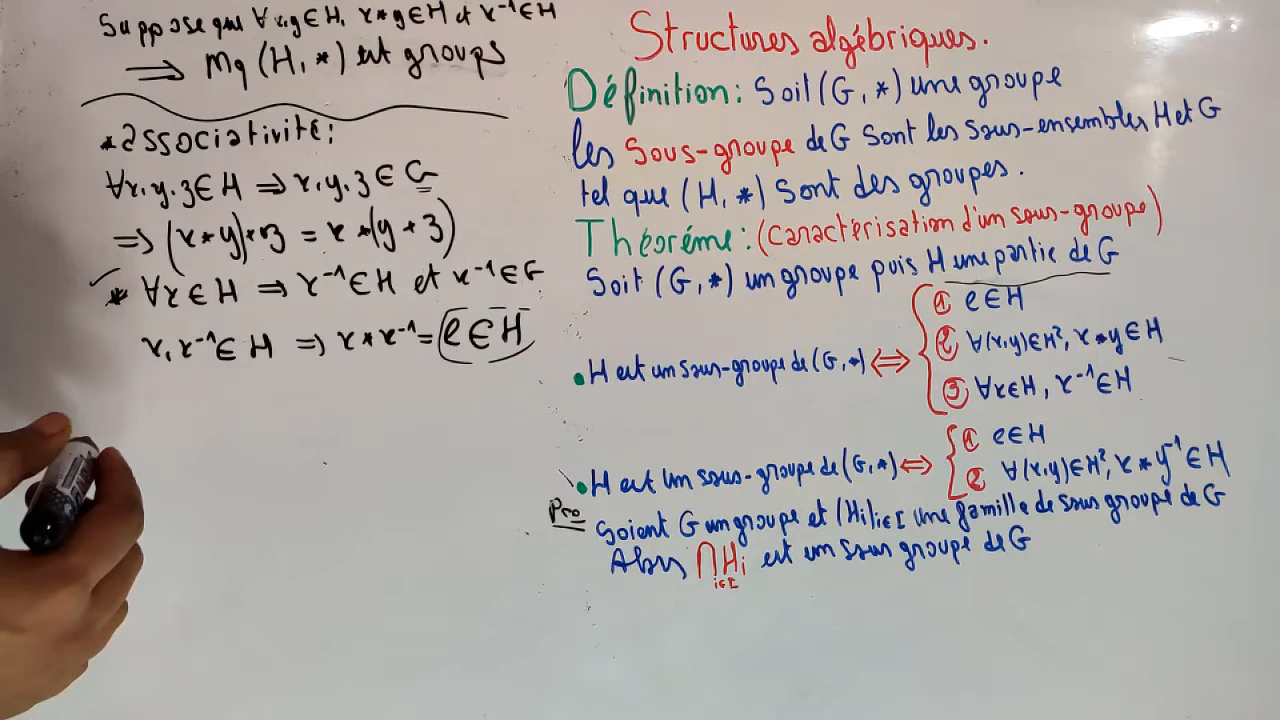 Suppose que ∀x,y∈H, x*y∈H et x⁻¹∈H
⟹ Mq (H,*) est groups
*associativité:
∀x,y,z∈H ⟹ x,y,z∈G
⟹ (x*y)*z = x*(y*z)
* ∀x∈H ⟹ x⁻¹∈H et x⁻¹∈G
x,x⁻¹∈H ⟹ x*x⁻¹=e∈H
Structures algébriques.
Définition: Soit (G,*) une groupe
les sous-groupe de G sont les sous-ensembles H et G
tel que (H,*) sont des groupes.
Théoréme: (caractérisation d'un sous-groupe)
Soit (G,*) un groupe puis H une partie de G
① e∈H
② ∀(x,y)∈H², x*y∈H
• H est un sous-groupe de (G,*) ⟺
③ ∀x∈H, x⁻¹∈H
① e∈H
• H est un sous-groupe de (G,*) ⟺ ② ∀(x,y)∈H², x*y⁻¹∈H
Pro Soient G un groupe et (Hi)i∈I une famille de sous groupe de G
Alors ⋂Hi est un sous groupe de G
i∈I